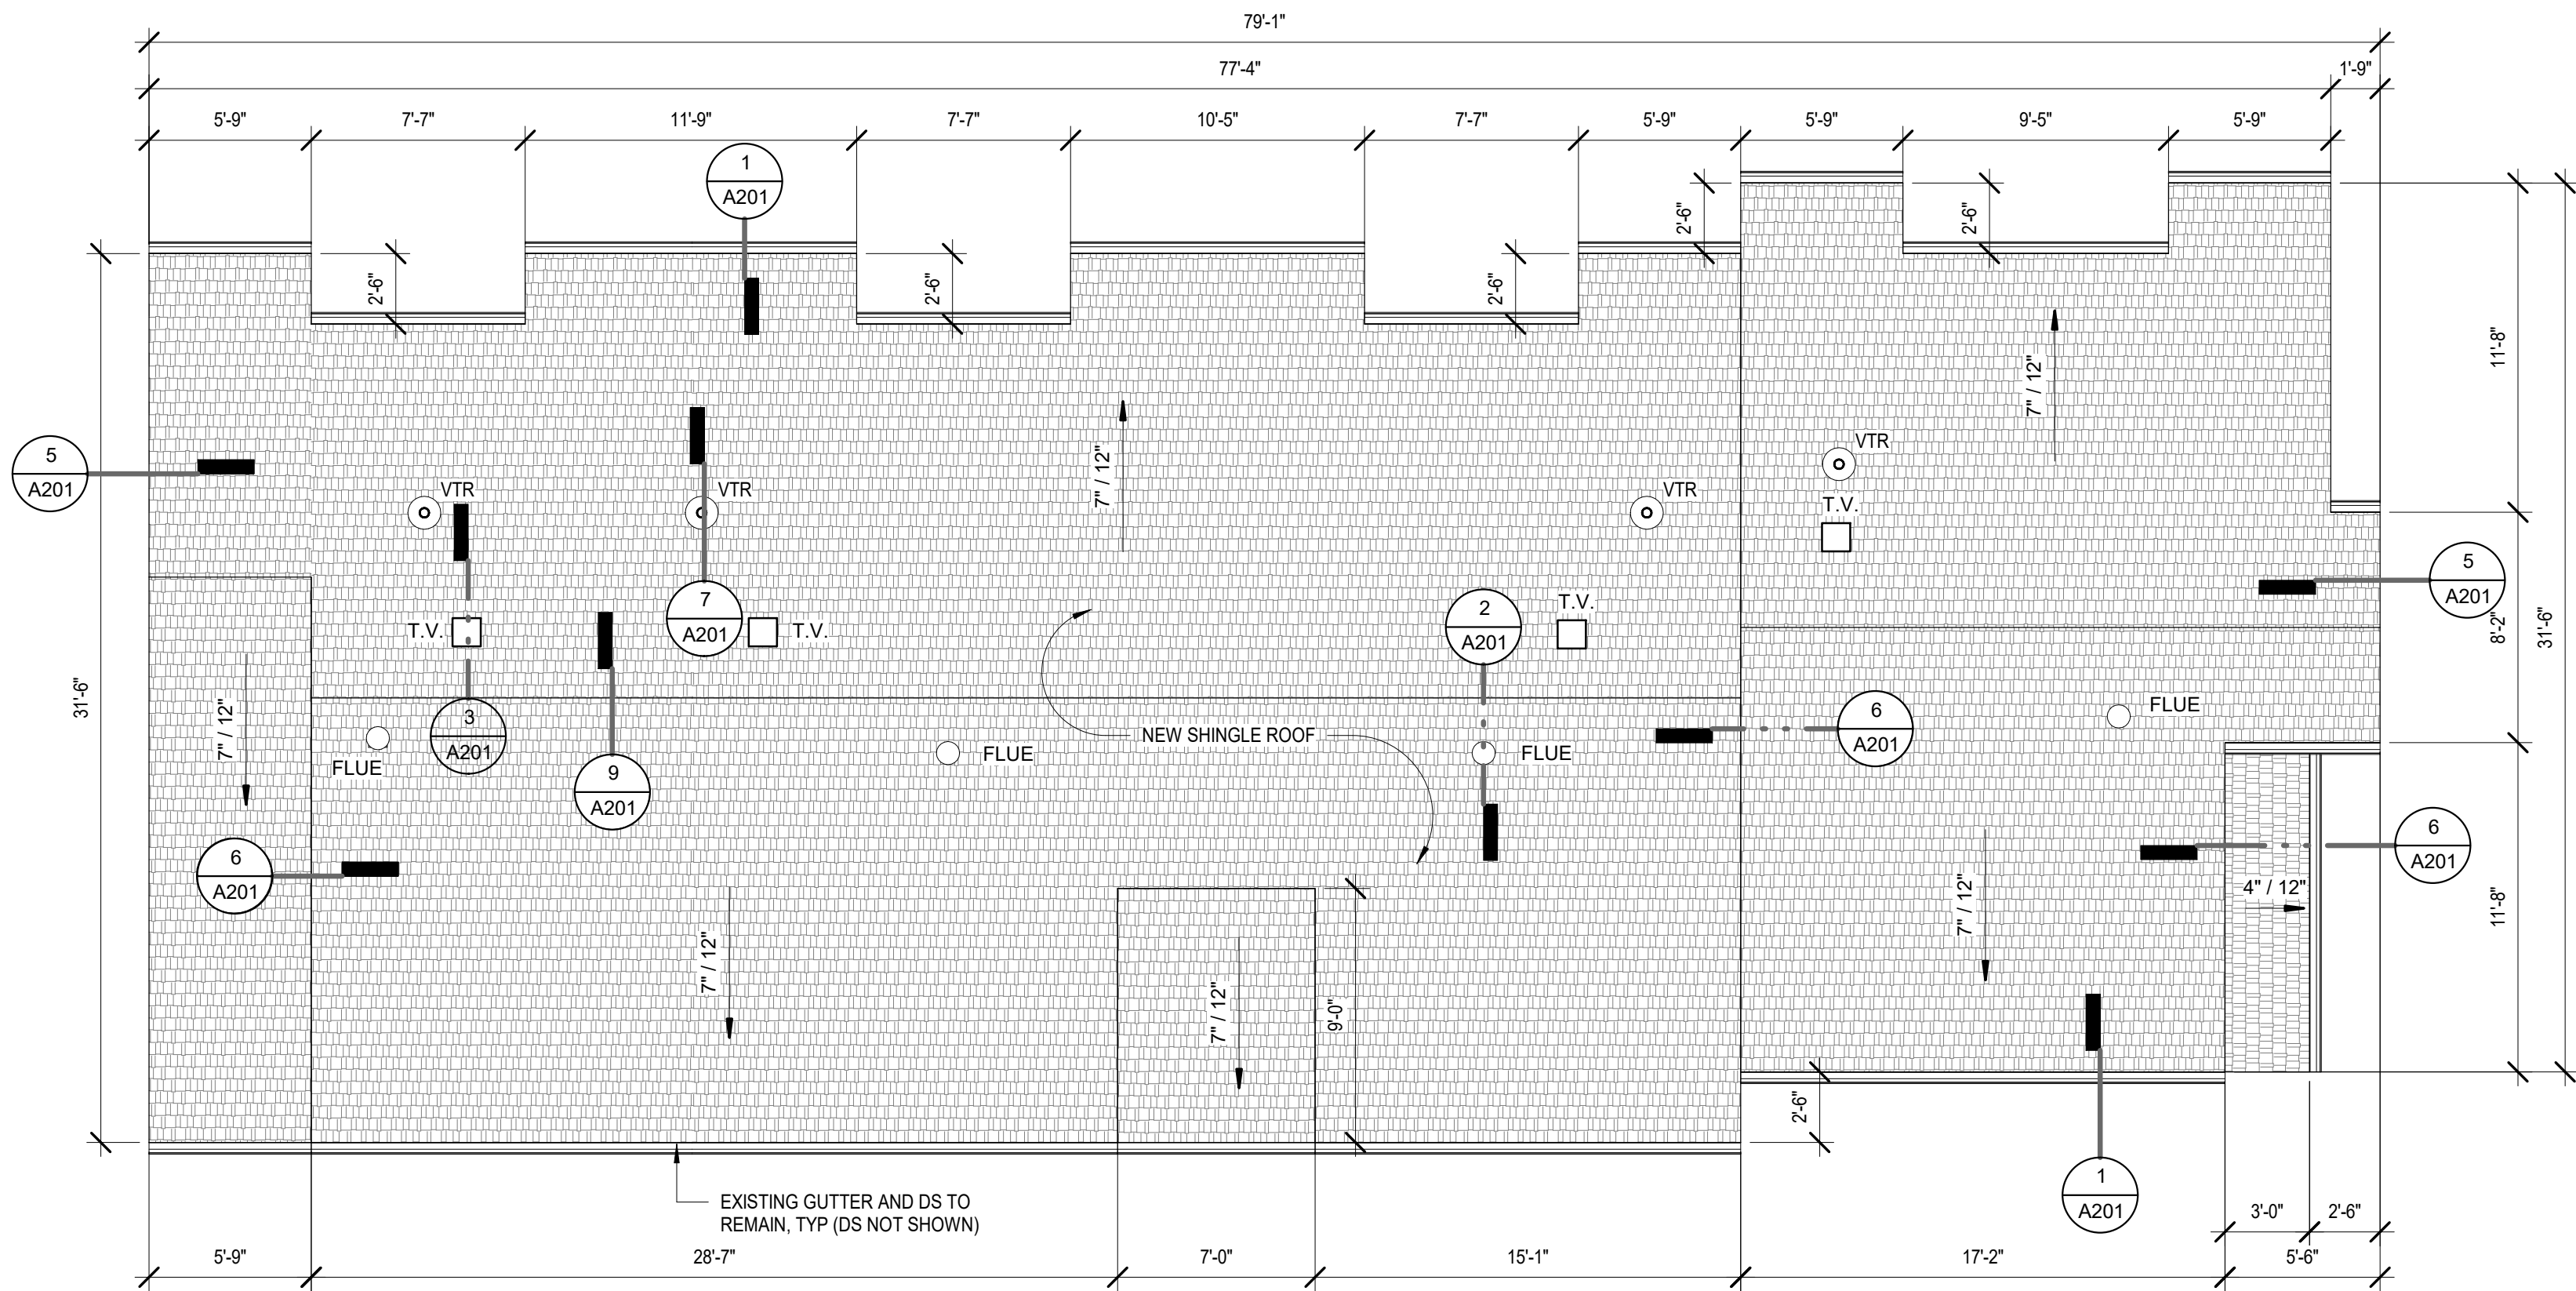 79'-1"
77'-4"
1'-9"
5'-9"
7'-7"
11'-9"
7'-7"
10'-5"
7'-7"
5'-9"
5'-9"
9'-5"
5'-9"
1
A201
2'-6"
2'-6"
2'-6"
2'-6"
2'-6"
11'-8"
7" / 12"
7" / 12"
5
A201
VTR
VTR
VTR
VTR
T.V.
5
A201
8'-2"
31'-6"
31'-6"
T.V.
7
A201
T.V.
2
A201
T.V.
3
A201
7" / 12"
FLUE
9
A201
FLUE
NEW SHINGLE ROOF
FLUE
6
A201
FLUE
6
A201
6
A201
4" / 12"
11'-8"
7" / 12"
7" / 12"
7" / 12"
9'-0"
2'-6"
EXISTING GUTTER AND DS TO
REMAIN, TYP (DS NOT SHOWN)
1
A201
3'-0"
2'-6"
5'-9"
28'-7"
7'-0"
15'-1"
17'-2"
5'-6"